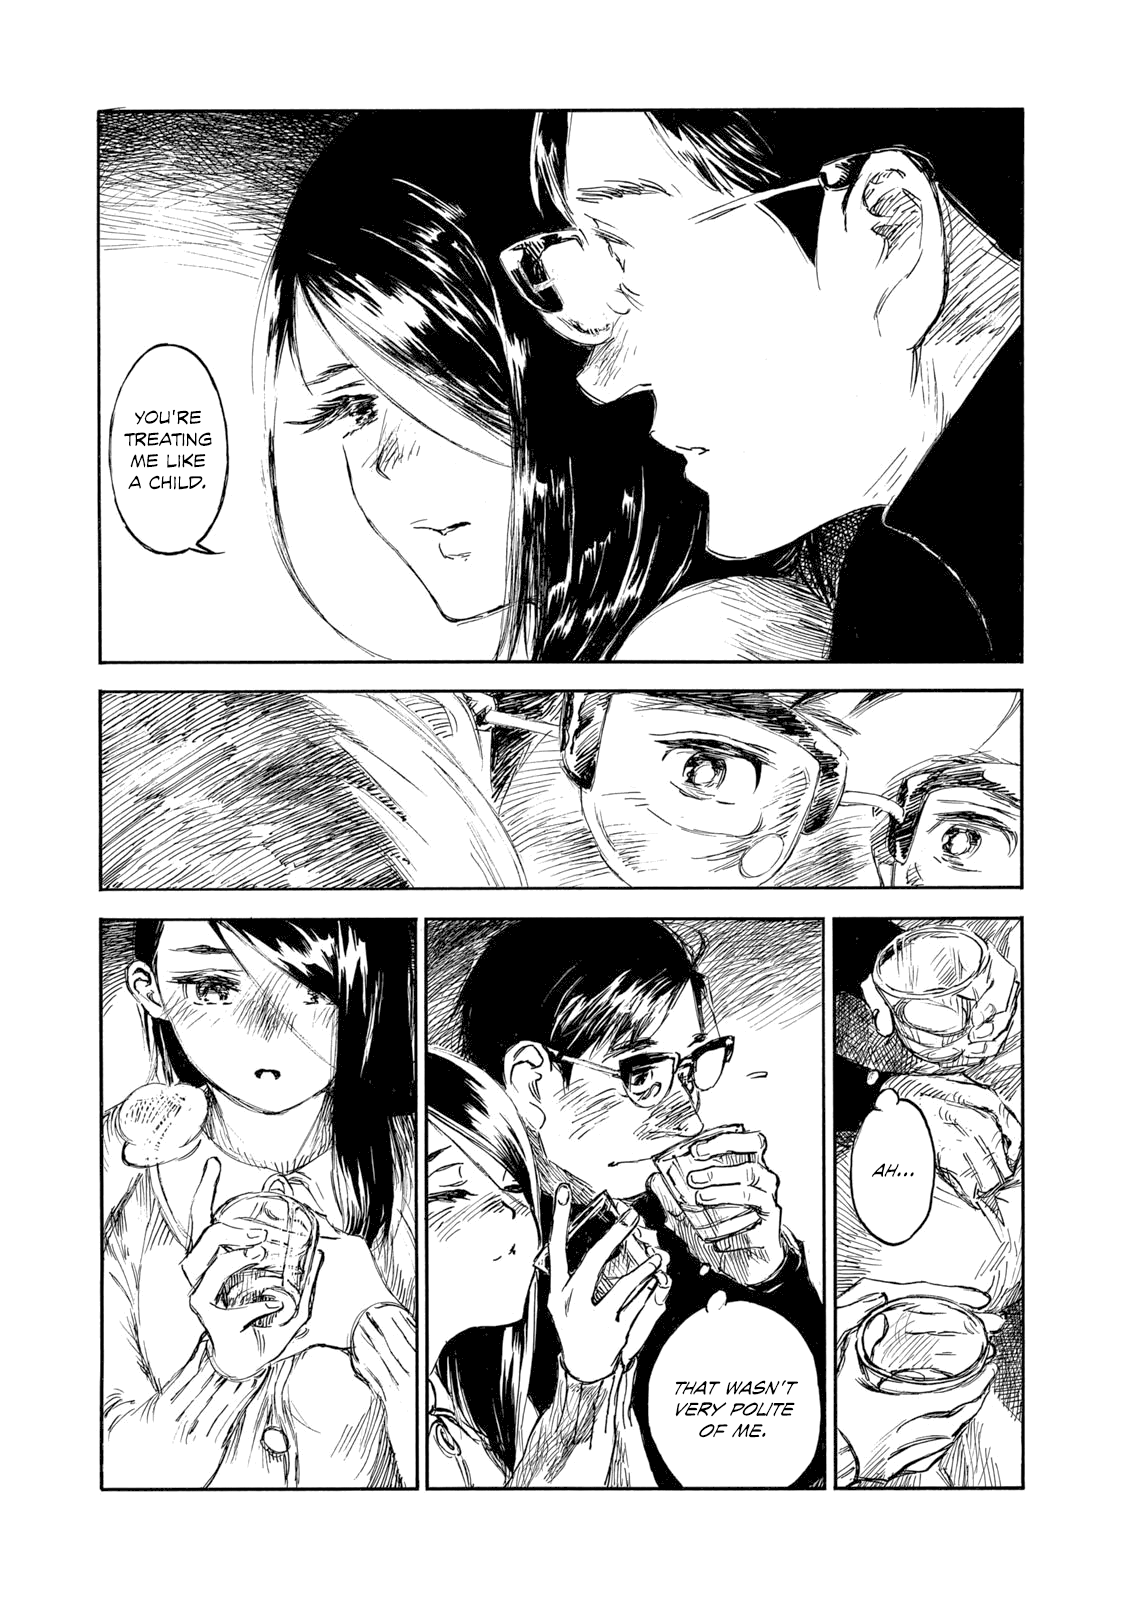 YOU'RE
TREATING
ME LIKE
A CHILD.
AH...
THAT WASN'T
VERY POLITE
OF ME.